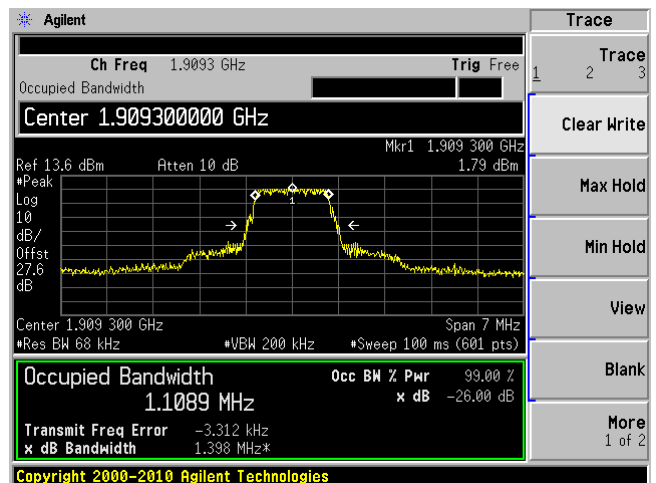 Agilent
Trace
Ch Freq 1.9093 GHz Trig Free
Occupied Bandwidth
Center 1.909300000 GHz
Mkr1 1.909 300 GHz
Ref 13.6 dBm Atten 10 dB 1.79 dBm
#Peak
Log
10
dB/
Offst
27.6
dB
1
Center 1.909 300 GHz Span 7 MHz
#Res BW 68 kHz #VBW 200 kHz #Sweep 100 ms (601 pts)
Occupied Bandwidth Occ BW % Pwr 99.00 %
1.1089 MHz x dB -26.00 dB
Transmit Freq Error -3.312 kHz
x dB Bandwidth 1.398 MHz*
Copyright 2000-2010 Agilent Technologies
Trace
1 2 3
Clear Write
Max Hold
Min Hold
View
Blank
More
1 of 2